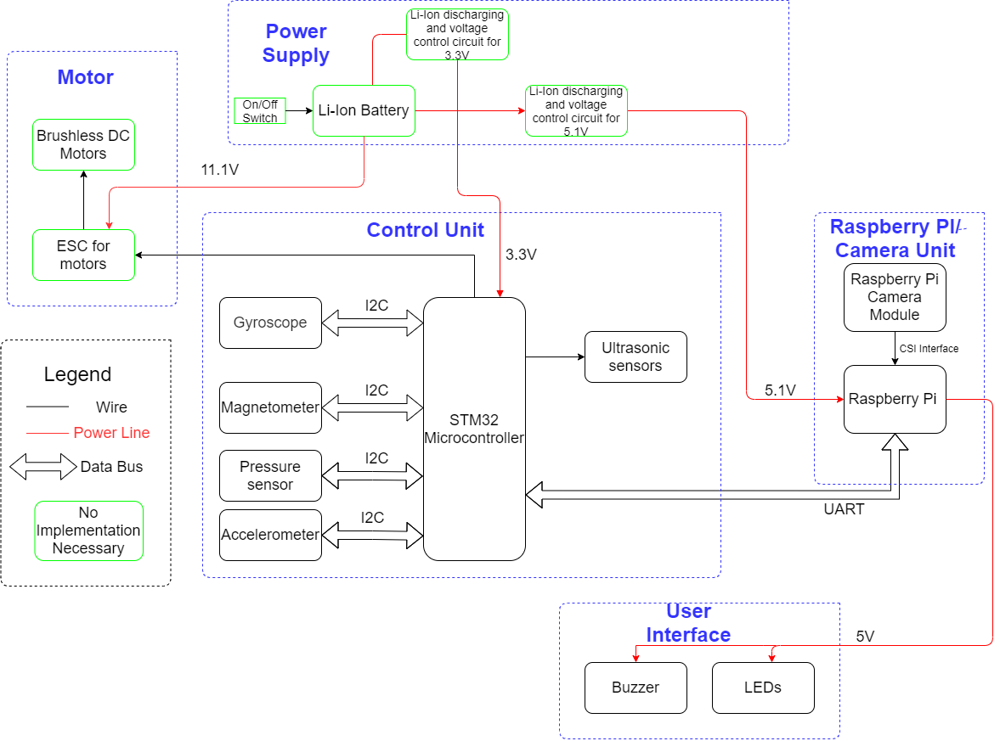 Power
Supply
Li-Ion discharging
and voltage
control circuit for
3.3V
On/Off
Switch
Li-Ion Battery
Li-Ion discharging
and voltage
control circuit for
5.1V
Motor
Brushless DC
Motors
11.1V
ESC for
motors
Control Unit
3.3V
Gyroscope
I2C
Magnetometer
I2C
Pressure
sensor
I2C
Accelerometer
I2C
STM32
Microcontroller
Ultrasonic
sensors
5.1V
Raspberry PI/
Camera Unit
Raspberry Pi
Camera
Module
CSI Interface
Raspberry Pi
UART
Legend
Wire
Power Line
Data Bus
No
Implementation
Necessary
User
Interface
5V
Buzzer
LEDs